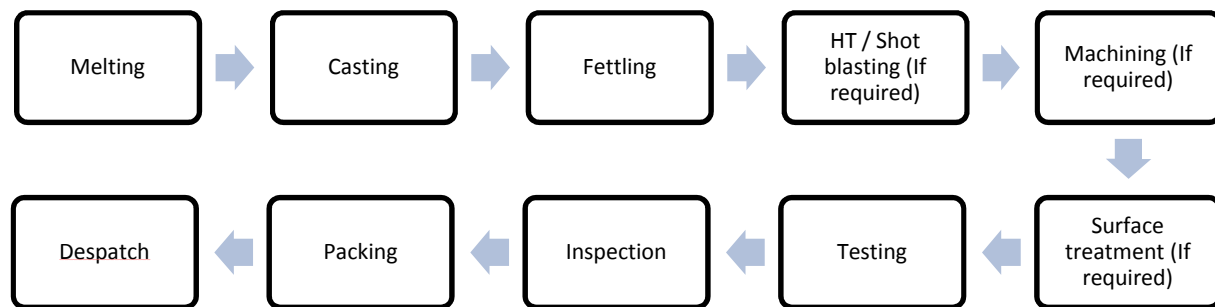 Melting
Casting
Fettling
HT / Shot
blasting (If
required)
Machining (If
required)
Surface
treatment (If
required)
Testing
Inspection
Packing
Despatch